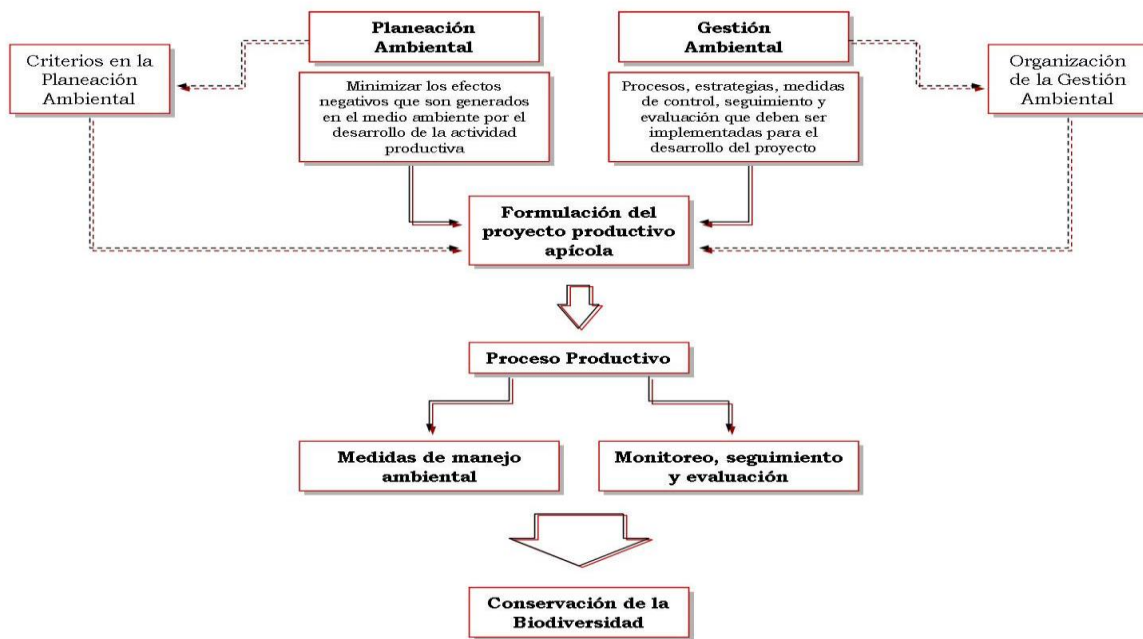 Planeación
Ambiental
Gestión
Ambiental
Criterios en la
Planeación
Ambiental
Organización
de la Gestión
Ambiental
Minimizar los efectos
negativos que son generados
en el medio ambiente por el
desarrollo de la actividad
productiva
Procesos, estrategias, medidas
de control, seguimiento y
evaluación que deben ser
implementadas para el
desarrollo del proyecto
Formulación del
proyecto productivo
apícola
Proceso Productivo
Medidas de manejo
ambiental
Monitoreo, seguimiento
y evaluación
Conservación de la
Biodiversidad